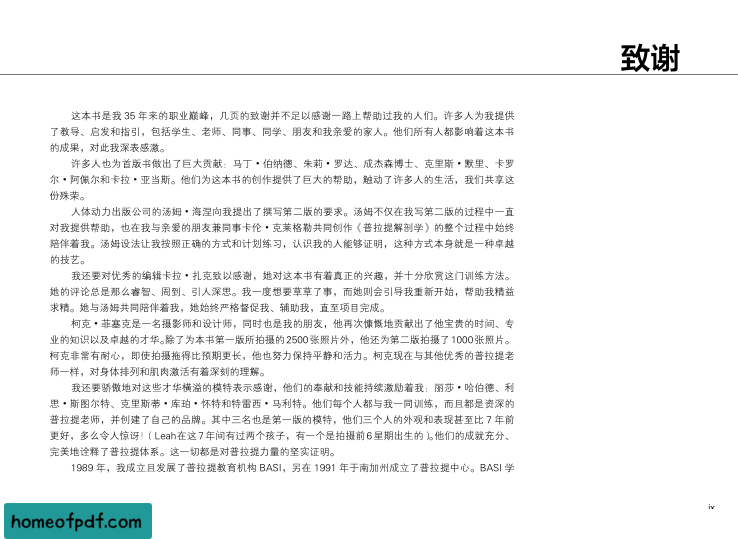 致谢
这本书是我 35 年来的职业巅峰，几页的致谢并不足以感谢一路上帮助过我的人们。许多人为我提供
了教导、启发和指引，包括学生、老师、同事、同学、朋友和我亲爱的家人。他们所有人都影响着这本书
的成果，对此我深表感激。
许多人也为首版书做出了巨大贡献：马丁·伯纳德、朱莉·罗达、成杰森博士、克里斯·默里、卡罗
尔·阿佩尔和卡拉·亚当斯。他们为这本书的创作提供了巨大的帮助，触动了许多人的生活，我们共享这
份殊荣。
人体动力出版公司的汤姆·海涅向我提出了撰写第二版的要求。汤姆不仅在我写第二版的过程中一直
对我提供帮助，也在我与亲爱的朋友兼同事卡伦·克莱格勒共同创作《普拉提解剖学》的整个过程中始终
陪伴着我。汤姆设法让我按照正确的方式和计划练习，认识我的人能够证明，这种方式本身就是一种卓越
的技艺。
我还要对优秀的编辑卡拉·扎克致以感谢，她对这本书有着真正的兴趣，并十分欣赏这门训练方法。
她的评论总是那么睿智、周到、引人深思。我一度想要草草了事，而她则会引导我重新开始，帮助我精益
求精。她与汤姆共同陪伴着我，她始终严格督促我、辅助我，直至项目完成。
柯克·菲塞克是一名摄影师和设计师，同时也是我的朋友，他再次慷慨地贡献出了他宝贵的时间、专
业的知识以及卓越的才华。除了为本书第一版所拍摄的2500张照片外，他还为第二版拍摄了1000张照片。
柯克非常有耐心，即使拍摄拖得比预期更长，他也努力保持平静和活力。柯克现在与其他优秀的普拉提老
师一样，对身体排列和肌肉激活有着深刻的理解。
我还要骄傲地对这些才华横溢的模特表示感谢，他们的奉献和技能持续激励着我：丽莎·哈伯德、利
思·斯图尔特、克里斯蒂·库珀·怀特和特雷西·马利特。他们每个人都与我一同训练，而且都是资深的
普拉提老师，并创建了自己的品牌。其中三名也是第一版的模特，他们三个人的外观和表现甚至比 7 年前
更好，多么令人惊讶！（Leah在这7年间有过两个孩子，有一个是拍摄前6星期出生的）。他们的成就充分、
完美地诠释了普拉提体系。这一切都是对普拉提力量的坚实证明。
1989 年，我成立且发展了普拉提教育机构 BASI，另在 1991 年于南加州成立了普拉提中心。BASI 学
iv
homeofpdf.com